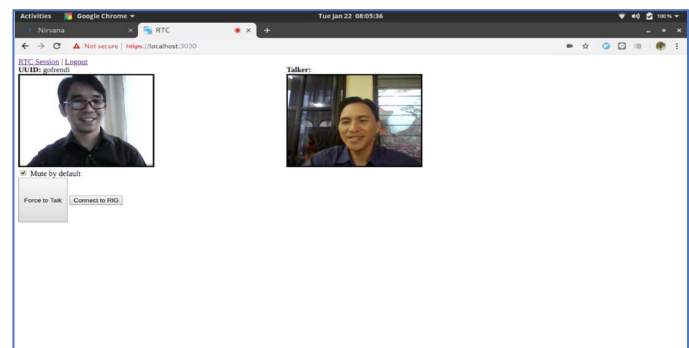 Activities Google Chrome Tue Jan 22 08:05:36 100 %
Nirvana RTC
Not secure | https://localhost:3030
RTC Session | Logout
UUID: gofrendi Talker:
Mute by default
Force to Talk Connect to RIG